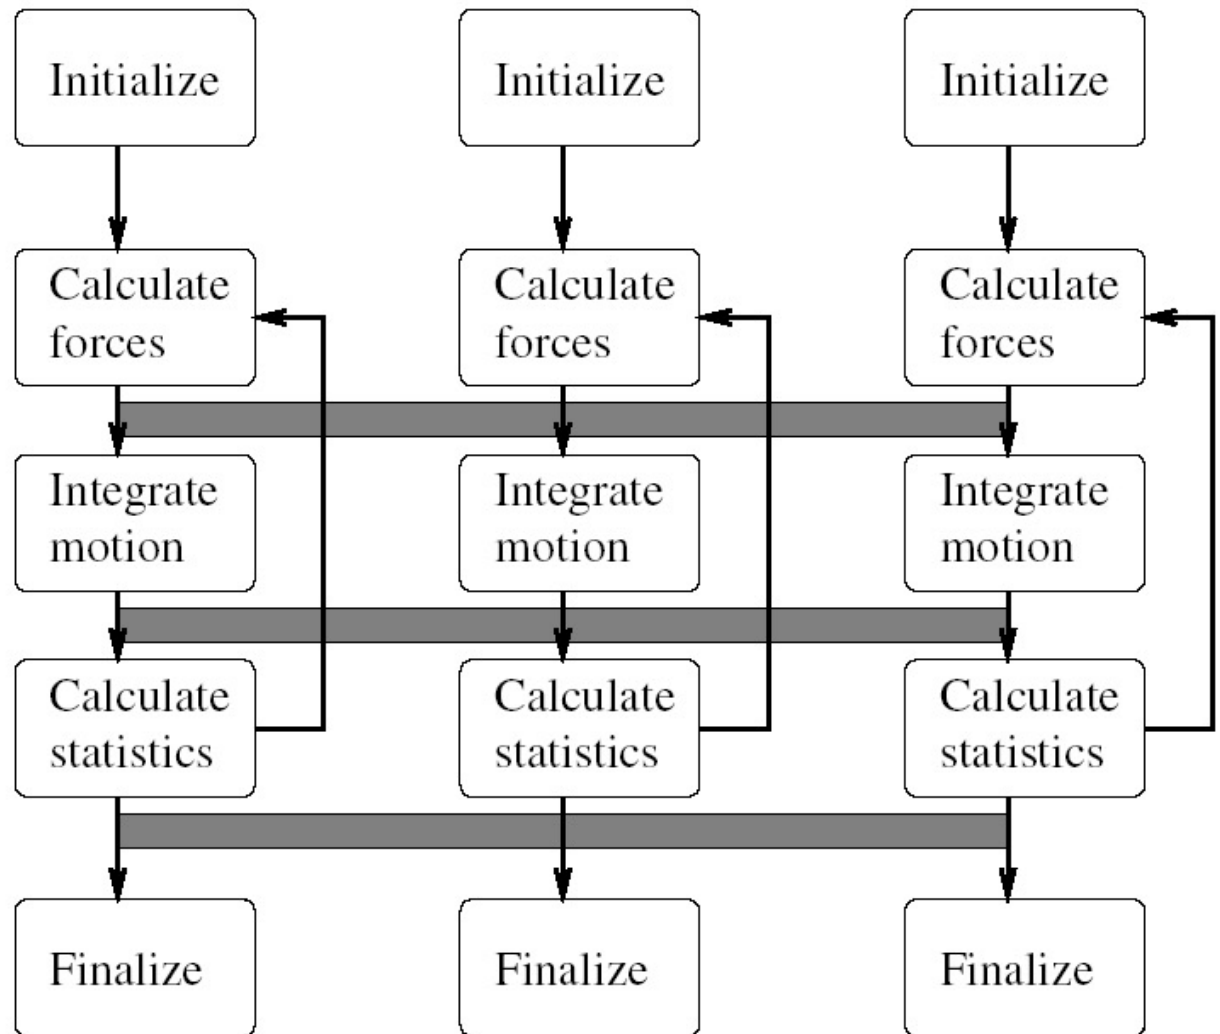 Initialize
Initialize
Initialize
Calculate
forces
Calculate
forces
Calculate
forces
Integrate
motion
Integrate
motion
Integrate
motion
Calculate
statistics
Calculate
statistics
Calculate
statistics
Finalize
Finalize
Finalize